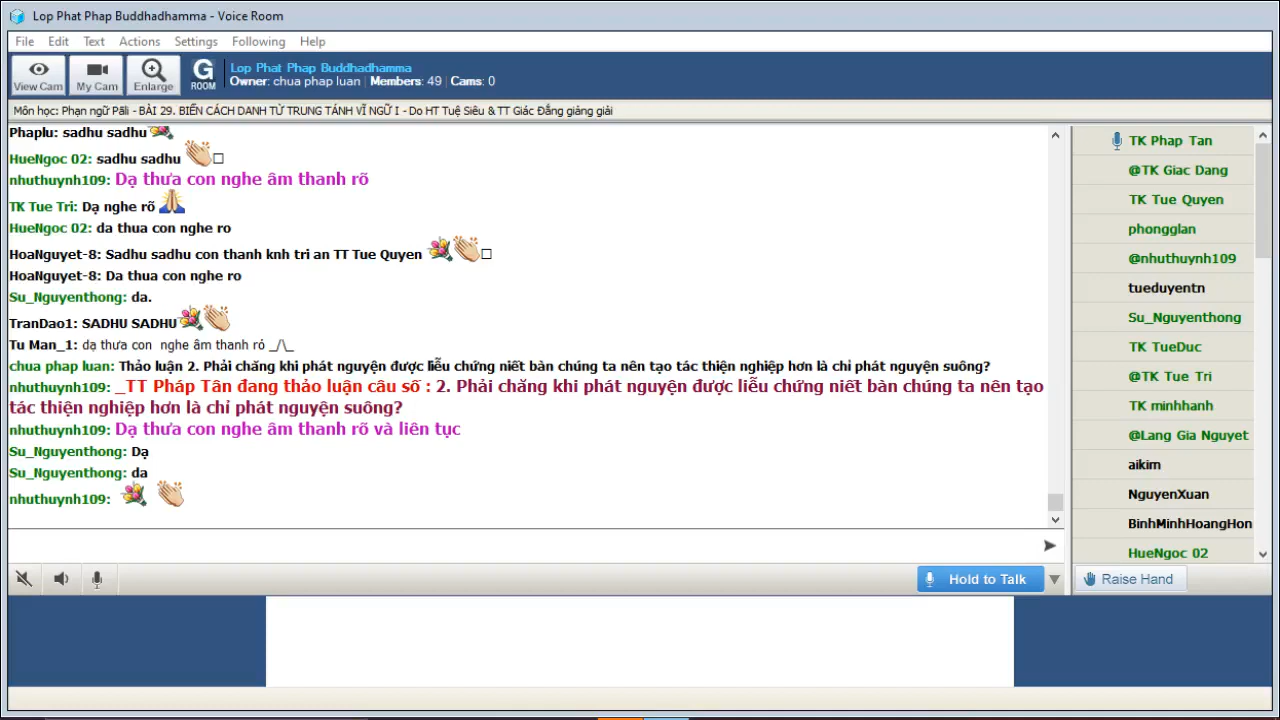 Lop Phat Phap Buddhadhamma - Voice Room
File Edit Text Actions Settings Following Help
View Cam My Cam Enlarge G ROOM
Lop Phat Phap Buddhadhamma
Owner: chua phap luan Members: 49 Cams: 0
Môn học: Phạn ngữ Pāli - BÀI 29. BIẾN CÁCH DANH TỪ TRUNG TÁNH VĨ NGỮ I - Do HT Tuệ Siêu & TT Giác Đẳng giảng giải
Phaplu: sadhu sadhu
HueNgoc 02: sadhu sadhu
nhuthuynh109: Dạ thưa con nghe âm thanh rõ
TK Tue Tri: Dạ nghe rõ
HueNgoc 02: da thua con nghe ro
HoaNguyet-8: Sadhu sadhu con thanh knh tri an TT Tue Quyen
HoaNguyet-8: Da thua con nghe ro
Su_Nguyenthong: da.
TranDao1: SADHU SADHU
Tu Man_1: dạ thưa con nghe âm thanh rỏ _/\_
chua phap luan: Thảo luận 2. Phải chăng khi phát nguyện được liễu chứng niết bàn chúng ta nên tạo tác thiện nghiệp hơn là chỉ phát nguyện suông?
nhuthuynh109: _TT Pháp Tân đang thảo luận câu số : 2. Phải chăng khi phát nguyện được liễu chứng niết bàn chúng ta nên tạo
tác thiện nghiệp hơn là chỉ phát nguyện suông?
nhuthuynh109: Dạ thưa con nghe âm thanh rõ và liên tục
Su_Nguyenthong: Dạ
Su_Nguyenthong: da
nhuthuynh109:
TK Phap Tan
@TK Giac Dang
TK Tue Quyen
phongglan
@nhuthuynh109
tueduyentn
Su_Nguyenthong
TK TueDuc
@TK Tue Tri
TK minhhanh
@Lang Gia Nguyet
aikim
NguyenXuan
BinhMinhHoangHon
HueNgoc 02
Hold to Talk
Raise Hand